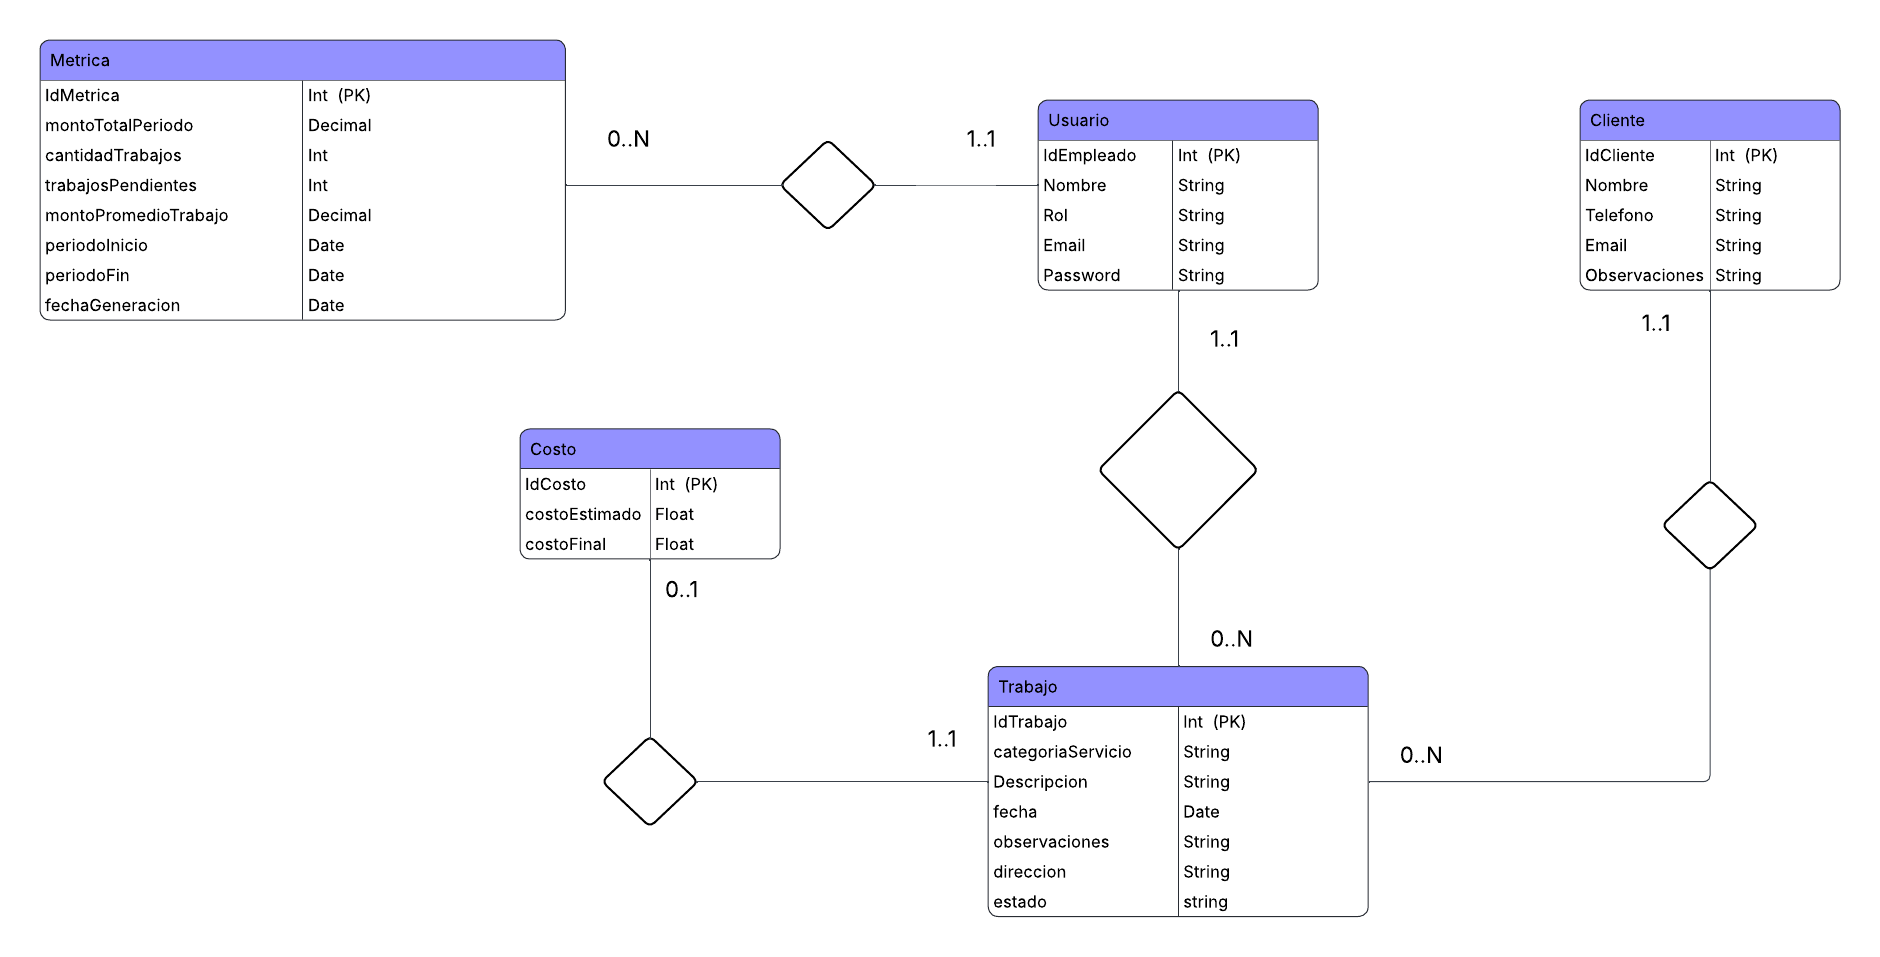 Metrica
IdMetrica Int (PK)
montoTotalPeriodo Decimal
cantidadTrabajos Int
trabajosPendientes Int
montoPromedioTrabajo Decimal
periodoInicio Date
periodoFin Date
fechaGeneracion Date
0..N
1..1
Usuario
IdEmpleado Int (PK)
Nombre String
Rol String
Email String
Password String
Cliente
IdCliente Int (PK)
Nombre String
Telefono String
Email String
Observaciones String
1..1
1..1
Costo
IdCosto Int (PK)
costoEstimado Float
costoFinal Float
0..1
0..N
1..1
Trabajo
IdTrabajo Int (PK)
categoriaServicio String
Descripcion String
fecha Date
observaciones String
direccion String
estado string
0..N